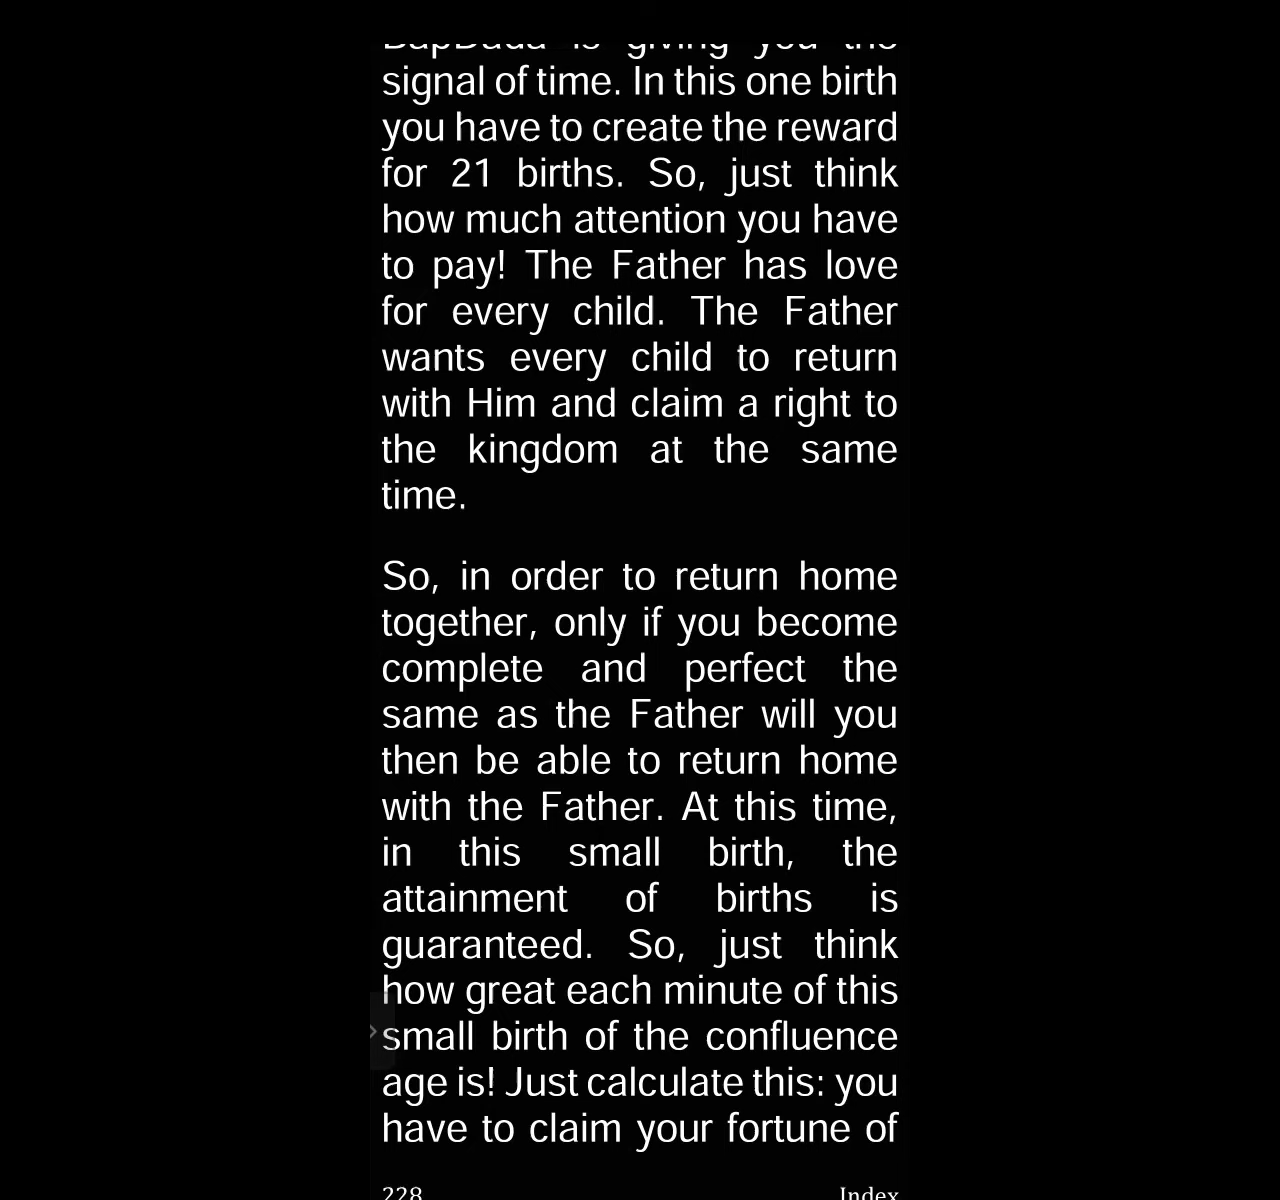 BapDada is giving you the
signal of time. In this one birth
you have to create the reward
for 21 births. So, just think
how much attention you have
to pay! The Father has love
for every child. The Father
wants every child to return
with Him and claim a right to
the kingdom at the same
time.
So, in order to return home
together, only if you become
complete and perfect the
same as the Father will you
then be able to return home
with the Father. At this time,
in this small birth, the
attainment of births is
guaranteed. So, just think
how great each minute of this
small birth of the confluence
age is! Just calculate this: you
have to claim your fortune of
228 Index